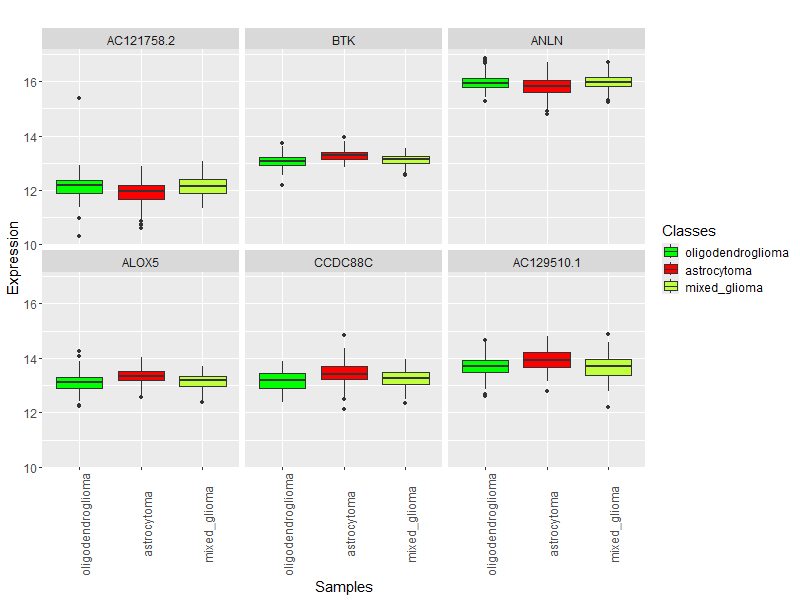 AC121758.2 BTK ANLN
16
14
12
10
ALOX5 CCDC88C AC129510.1
16
14
12
10
Expression
oligodendroglioma astrocytoma mixed_glioma oligodendroglioma astrocytoma mixed_glioma oligodendroglioma astrocytoma mixed_glioma
Samples
Classes
oligodendroglioma
astrocytoma
mixed_glioma